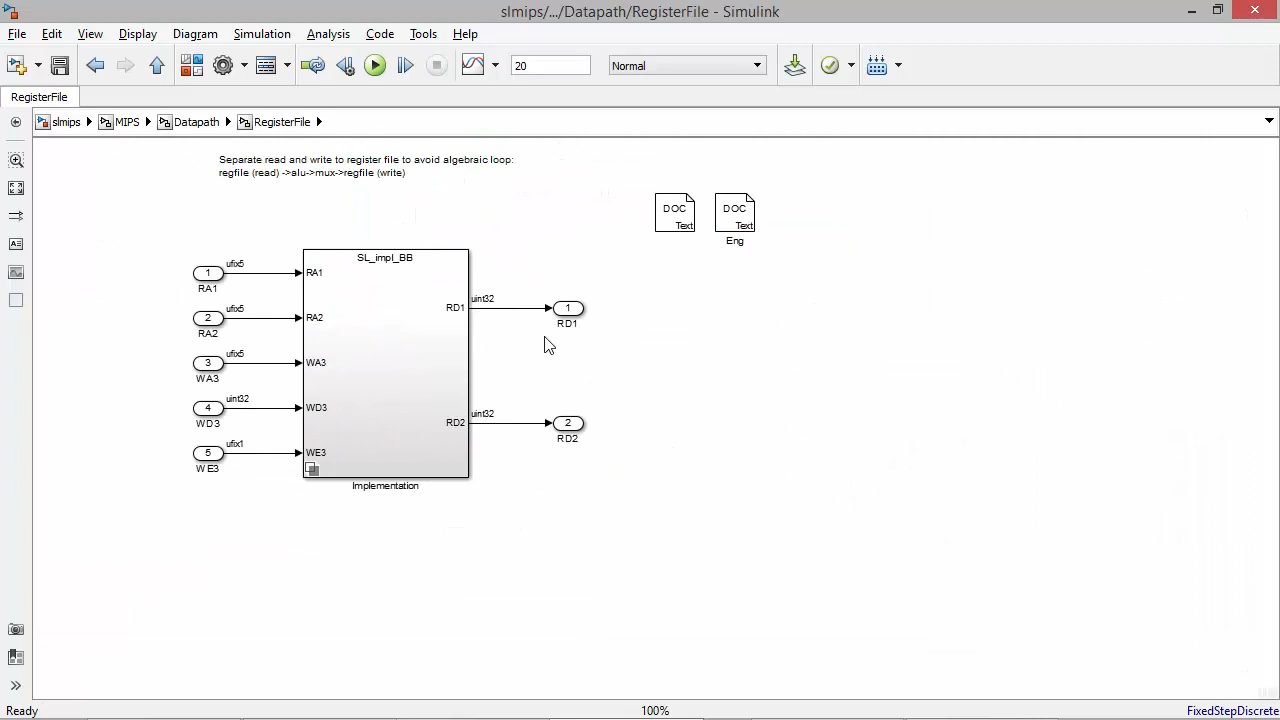 slmips/.../Datapath/RegisterFile - Simulink
File Edit View Display Diagram Simulation Analysis Code Tools Help
20 Normal
RegisterFile
slmips MIPS Datapath RegisterFile
Separate read and write to register file to avoid algebraic loop:
regfile (read) ->alu->mux->regfile (write)
DOC
Text
DOC
Text
Eng
SL_impl_BB
1 ufix5 RA1
RA1
2 ufix5 RA2
RA2
3 ufix5 WA3
WA3
4 uint32 WD3
WD3
5 ufix1 WE3
WE3
RD1 uint32 1
RD1
RD2 uint32 2
RD2
Implementation
Ready 100% FixedStepDiscrete